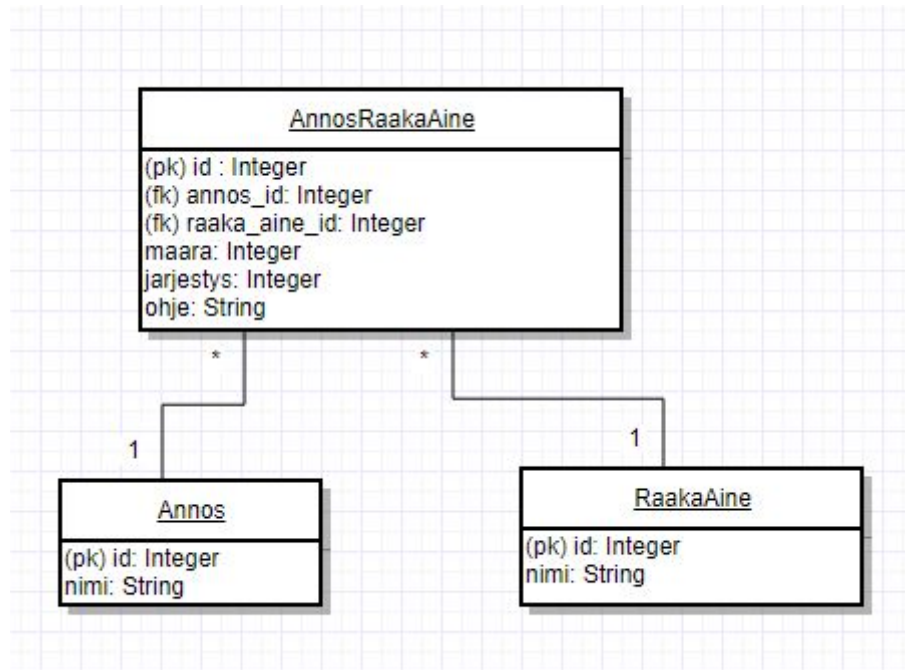 AnnosRaakaAine
(pk) id : Integer
(fk) annos_id: Integer
(fk) raaka_aine_id: Integer
maara: Integer
jarjestys: Integer
ohje: String
* *
1 1
Annos
(pk) id: Integer
nimi: String
RaakaAine
(pk) id: Integer
nimi: String